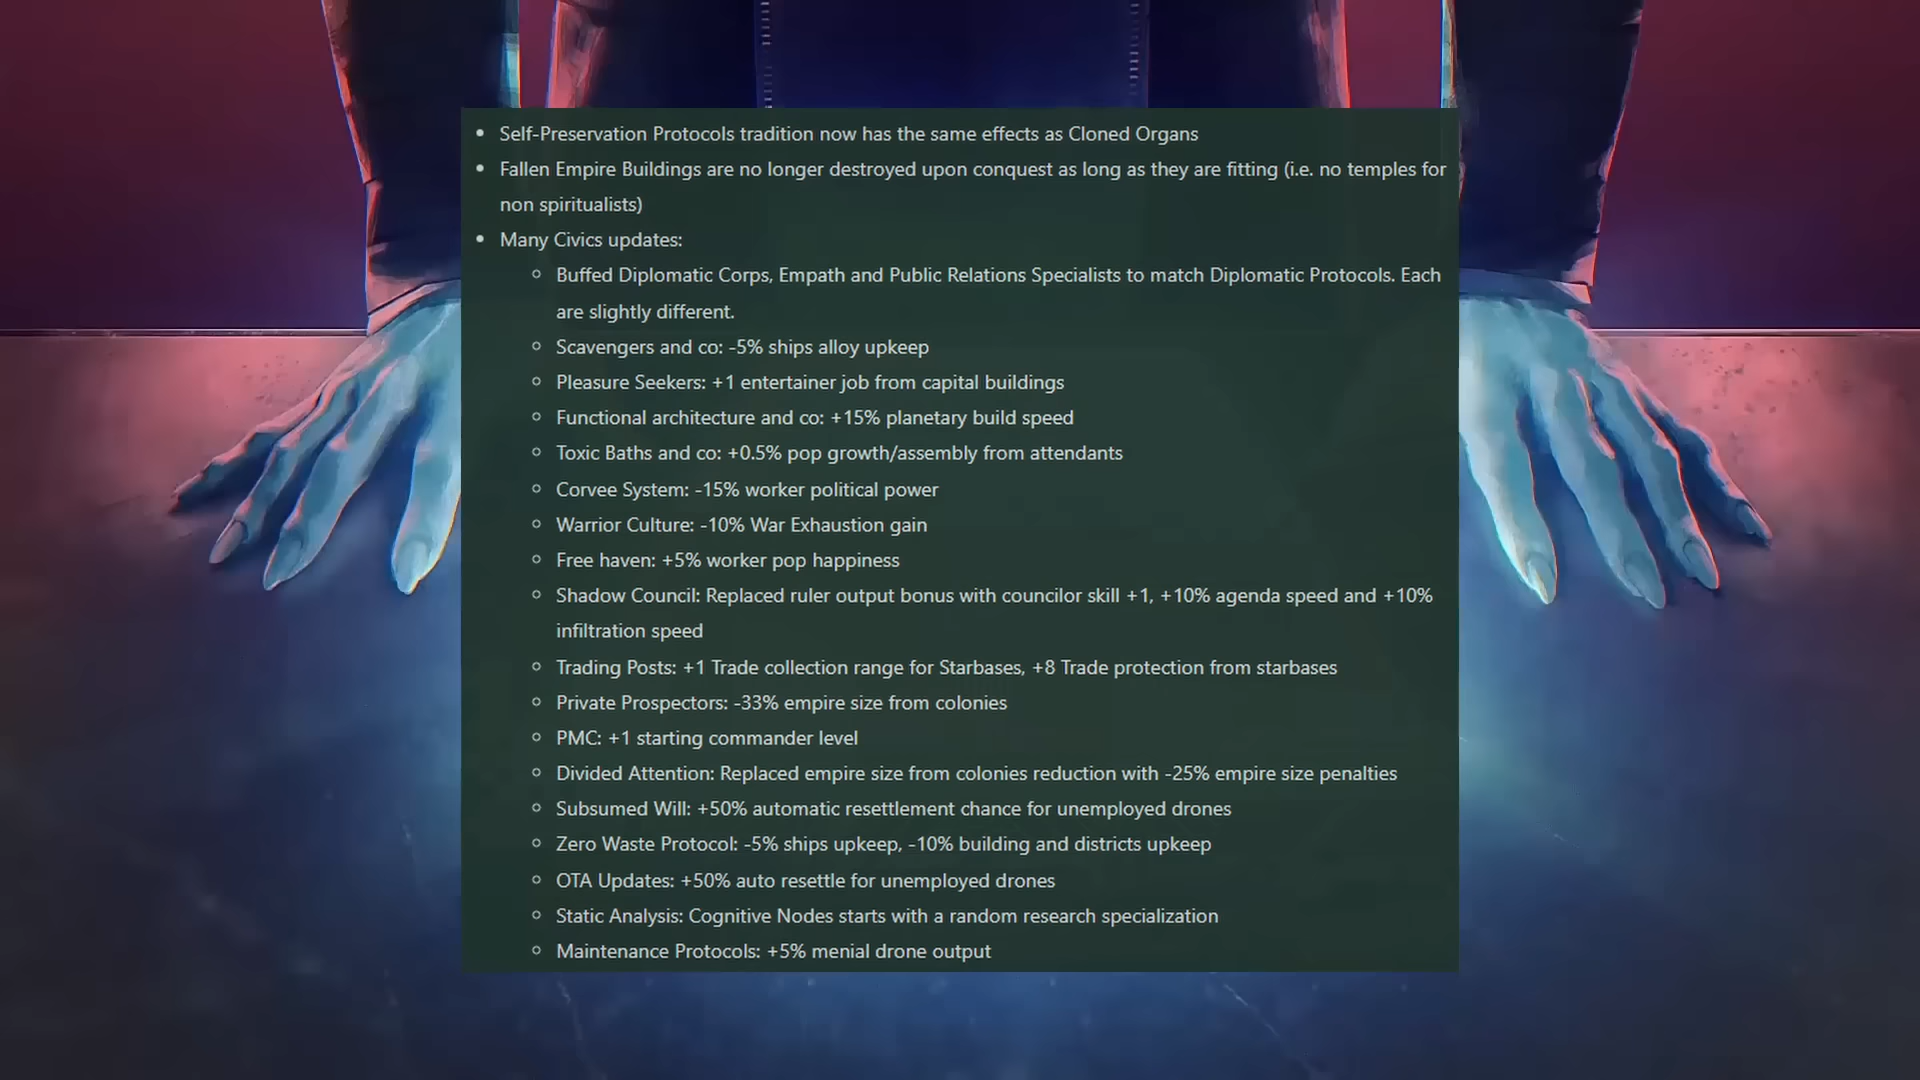 Self-Preservation Protocols tradition now has the same effects as Cloned Organs
Fallen Empire Buildings are no longer destroyed upon conquest as long as they are fitting (i.e. no temples for
non spiritualists)
Many Civics updates:
Buffed Diplomatic Corps, Empath and Public Relations Specialists to match Diplomatic Protocols. Each
are slightly different.
Scavengers and co: -5% ships alloy upkeep
Pleasure Seekers: +1 entertainer job from capital buildings
Functional architecture and co: +15% planetary build speed
Toxic Baths and co: +0.5% pop growth/assembly from attendants
Corvee System: -15% worker political power
Warrior Culture: -10% War Exhaustion gain
Free haven: +5% worker pop happiness
Shadow Council: Replaced ruler output bonus with councilor skill +1, +10% agenda speed and +10%
infiltration speed
Trading Posts: +1 Trade collection range for Starbases, +8 Trade protection from starbases
Private Prospectors: -33% empire size from colonies
PMC: +1 starting commander level
Divided Attention: Replaced empire size from colonies reduction with -25% empire size penalties
Subsumed Will: +50% automatic resettlement chance for unemployed drones
Zero Waste Protocol: -5% ships upkeep, -10% building and districts upkeep
OTA Updates: +50% auto resettle for unemployed drones
Static Analysis: Cognitive Nodes starts with a random research specialization
Maintenance Protocols: +5% menial drone output